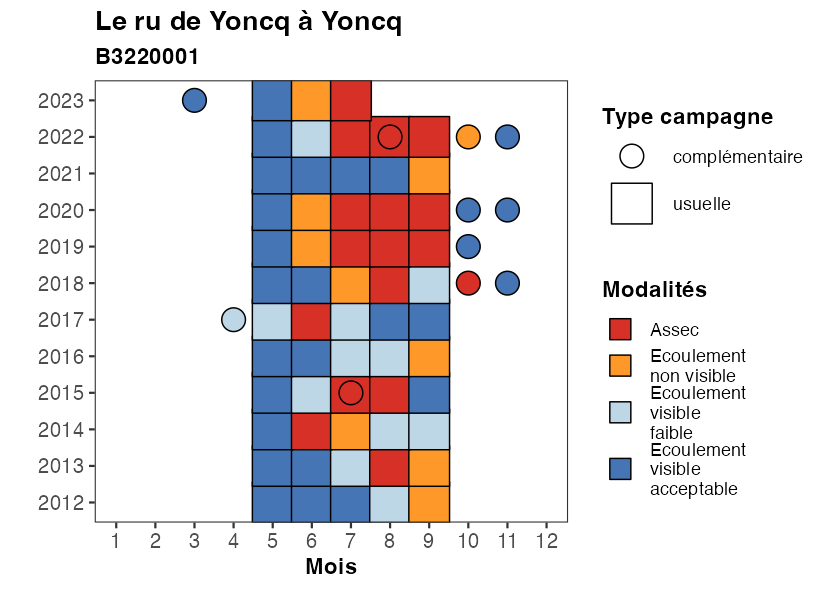 Le ru de Yoncq à Yoncq
B3220001
2023
2022
2021
2020
2019
2018
2017
2016
2015
2014
2013
2012
1 2 3 4 5 6 7 8 9 10 11 12
Mois
Type campagne
complémentaire
usuelle
Modalités
Assec
Ecoulement
non visible
Ecoulement
visible
faible
Ecoulement
visible
acceptable